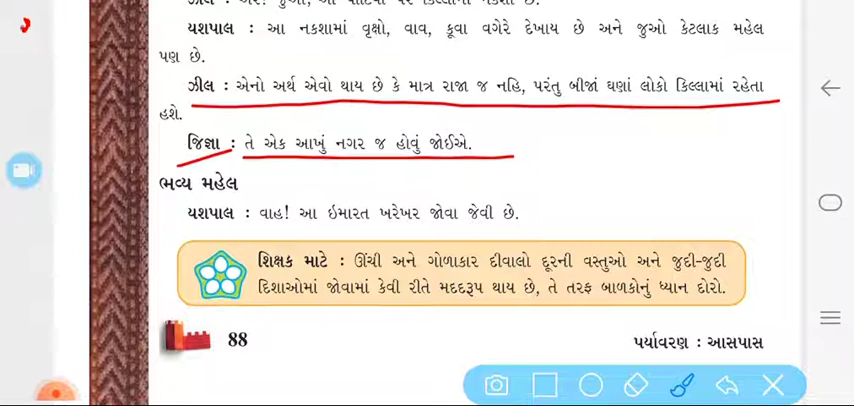 યશપાલ : આ નકશામાં વૃક્ષો, વાવ, કૂવા વગેરે દેખાય છે અને જુઓ કેટલાક મહેલ
પણ છે.
ઝીલ : એનો અર્થ એવો થાય છે કે માત્ર રાજા જ નહિ, પરંતુ બીજાં ઘણાં લોકો કિલ્લામાં રહેતા
હશે.
જિજ્ઞા : તે એક આખું નગર જ હોવું જોઈએ.
ભવ્ય મહેલ
યશપાલ : વાહ! આ ઇમારત ખરેખર જોવા જેવી છે.
શિક્ષક માટે : ઊંચી અને ગોળાકાર દીવાલો દૂરની વસ્તુઓ અને જુદી-જુદી
દિશાઓમાં જોવામાં કેવી રીતે મદદરૂપ થાય છે, તે તરફ બાળકોનું ધ્યાન દોરો.
88
પર્યાવરણ : આસપાસ